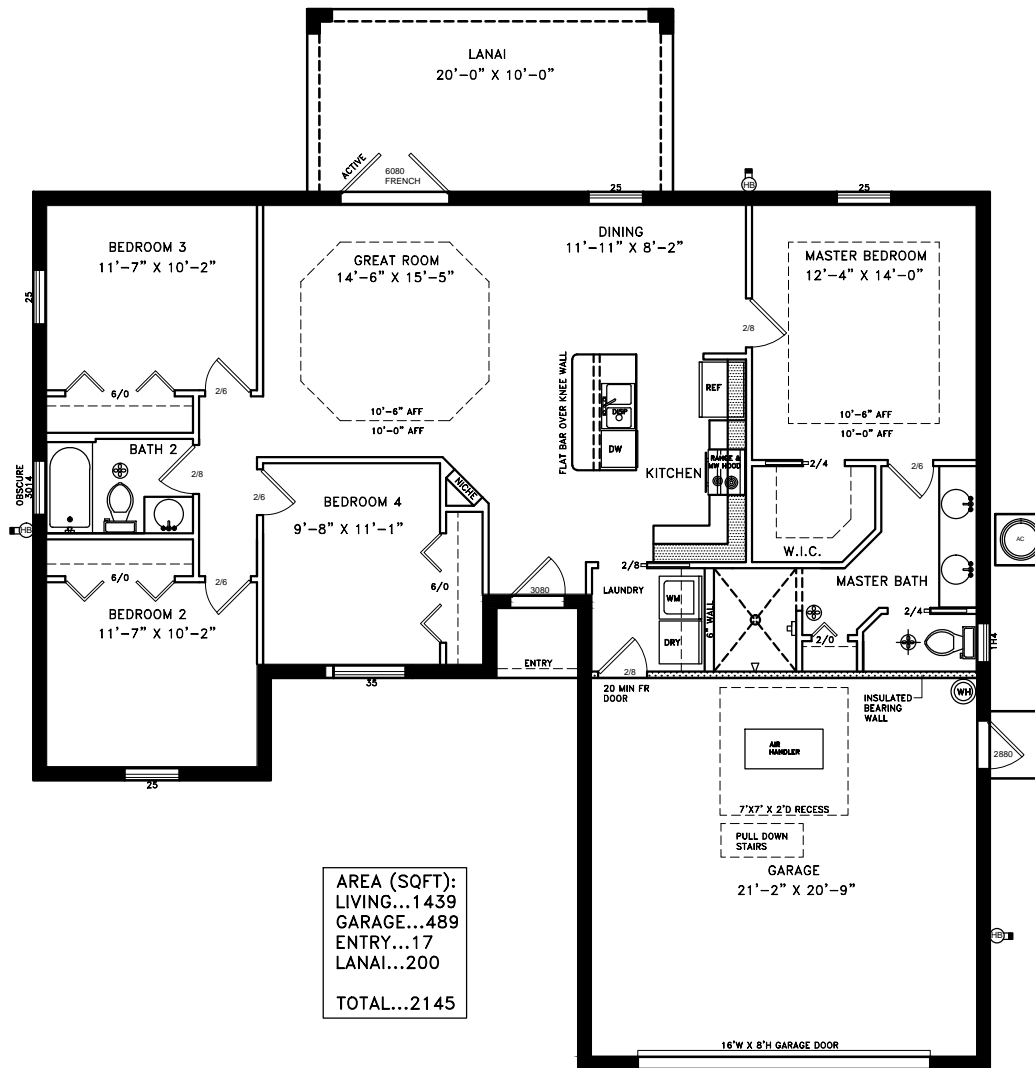 LANAI
20'-0" X 10'-0"
ACTIVE
6080
FRENCH
25
HB
25
BEDROOM 3
11'-7" X 10'-2"
GREAT ROOM
14'-6" X 15'-5"
DINING
11'-11" X 8'-2"
MASTER BEDROOM
12'-4" X 14'-0"
25
2/8
FLAT BAR OVER KNEE WALL
REF
6/0
2/6
10'-6" AFF
10'-0" AFF
DISP
DW
10'-6" AFF
10'-0" AFF
BATH 2
2/8
OBSCURE
3014
HB
KITCHEN
RANGE &
MW HOOD
2/4
2/6
2/6
BEDROOM 4
9'-8" X 11'-1"
NICHE
W.I.C.
AC
6/0
2/6
6/0
2/8
BEDROOM 2
11'-7" X 10'-2"
3080
LAUNDRY
WM
6" WALL
MASTER BATH
2/4
DRY
2/0
1H4
ENTRY
2/8
35
20 MIN FR
DOOR
INSULATED
BEARING
WALL
WH
AIR
HANDLER
2880
25
7'X7' X 2'D RECESS
PULL DOWN
STAIRS
GARAGE
21'-2" X 20'-9"
AREA (SQFT):
LIVING...1439
GARAGE...489
ENTRY...17
LANAI...200
TOTAL...2145
HB
16'W X 8'H GARAGE DOOR